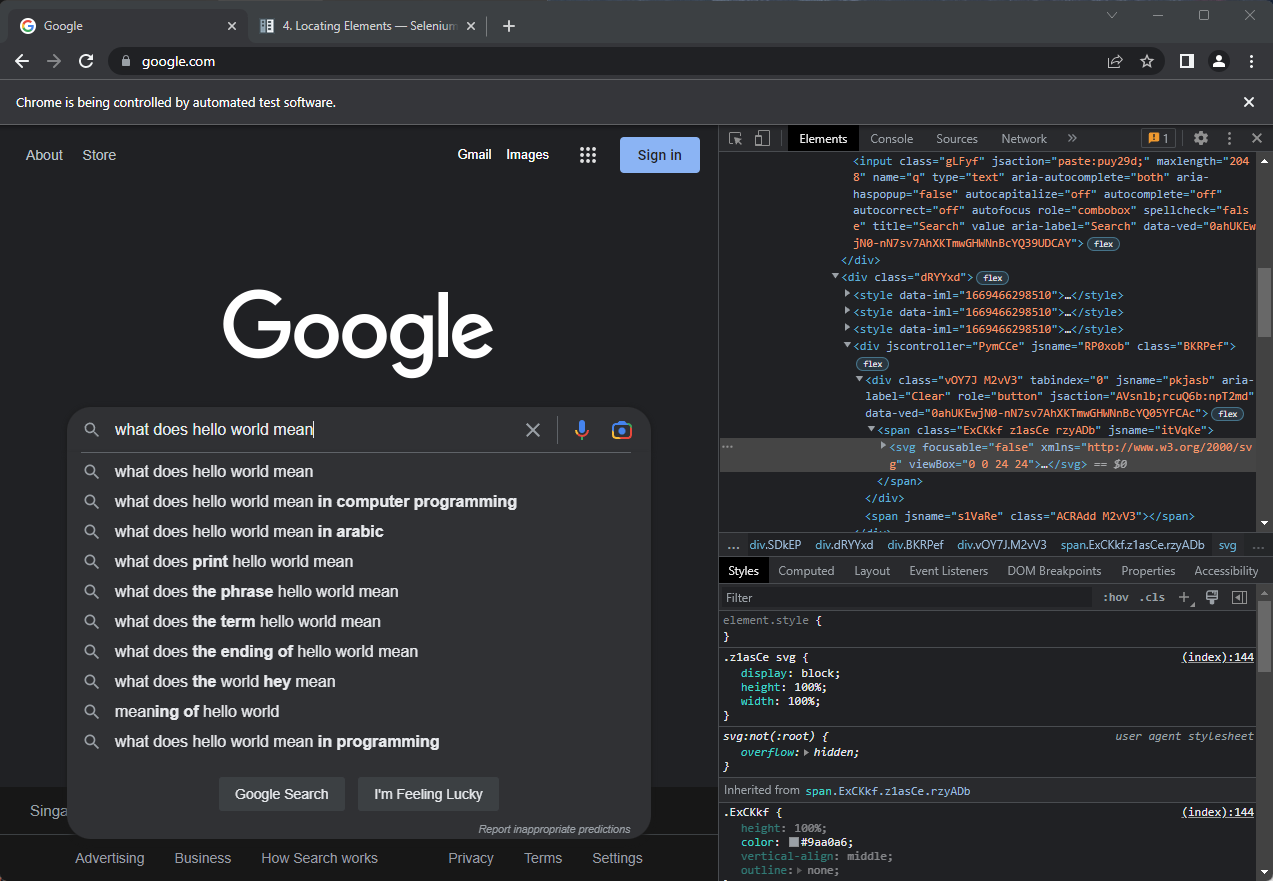 Google
4. Locating Elements — Selenium
google.com
Chrome is being controlled by automated test software.
About Store Gmail Images Sign in
Google
what does hello world mean
what does hello world mean
what does hello world mean in computer programming
what does hello world mean in arabic
what does print hello world mean
what does the phrase hello world mean
what does the term hello world mean
what does the ending of hello world mean
what does the world hey mean
meaning of hello world
what does hello world mean in programming
Google Search I'm Feeling Lucky
Report inappropriate predictions
Singa
Advertising Business How Search works Privacy Terms Settings
Elements Console Sources Network » 1
<input class="gLFyf" jsaction="paste:puy29d;" maxlength="204
8" name="q" type="text" aria-autocomplete="both" aria-
haspopup="false" autocapitalize="off" autocomplete="off"
autocorrect="off" autofocus role="combobox" spellcheck="fals
e" title="Search" value aria-label="Search" data-ved="0ahUKEw
jN0-nN7sv7AhXKTmwGHWNnBcYQ39UDCAY"> flex
</div>
<div class="dRYYxd"> flex
<style data-iml="1669466298510">…</style>
<style data-iml="1669466298510">…</style>
<style data-iml="1669466298510">…</style>
<div jscontroller="PymCCe" jsname="RP0xob" class="BKRPef">
flex
<div class="vOY7J M2vV3" tabindex="0" jsname="pkjasb" aria-
label="Clear" role="button" jsaction="AVsnlb;rcuQ6b:npT2md"
data-ved="0ahUKEwjN0-nN7sv7AhXKTmwGHWNnBcYQ05YFCAc"> flex
<span class="ExCKkf z1asCe rzyADb" jsname="itVqKe">
<svg focusable="false" xmlns="http://www.w3.org/2000/sv
g" viewBox="0 0 24 24">…</svg> == $0
</span>
</div>
<span jsname="s1VaRe" class="ACRAdd M2vV3"></span>
</div>
… div.SDkEP div.dRYYxd div.BKRPef div.vOY7J.M2vV3 span.ExCKkf.z1asCe.rzyADb svg …
Styles Computed Layout Event Listeners DOM Breakpoints Properties Accessibility
Filter :hov .cls +
element.style {
}
.z1asCe svg { (index):144
display: block;
height: 100%;
width: 100%;
}
svg:not(:root) { user agent stylesheet
overflow: hidden;
}
Inherited from span.ExCKkf.z1asCe.rzyADb
.ExCKkf { (index):144
height: 100%;
color: #9aa0a6;
vertical-align: middle;
outline: none;